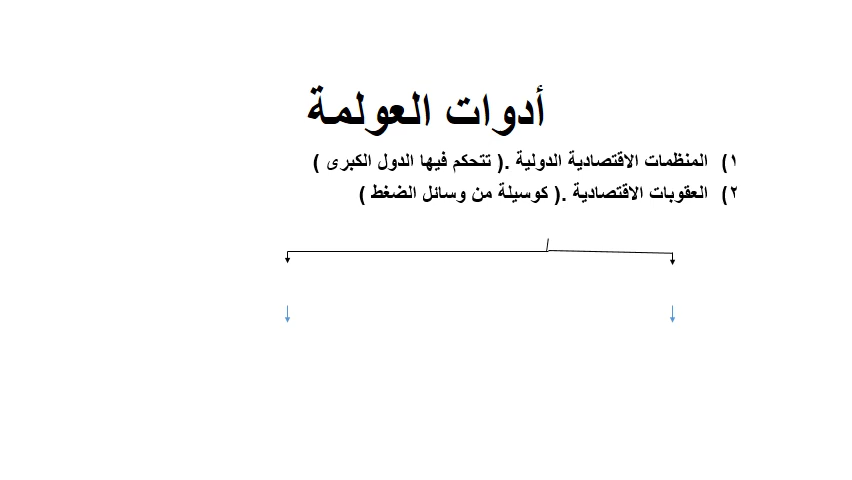 أدوات العولمة
١) المنظمات الاقتصادية الدولية .( تتحكم فيها الدول الكبرى )
٢) العقوبات الاقتصادية .( كوسيلة من وسائل الضغط )